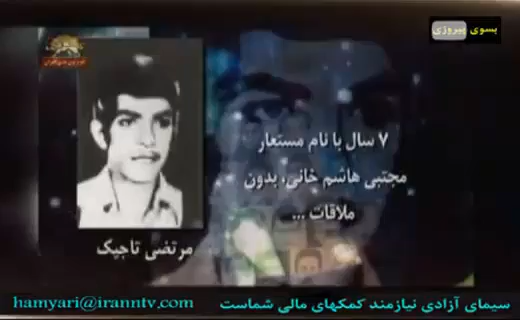 بسوی پیروزی
۷ سال با نام مستعار
مجتبی هاشم خانی، بدون
ملاقات ...
مرتضی تاجیک
سیمای آزادی نیازمند کمکهای مالی شماست hamyari@iranntv.com